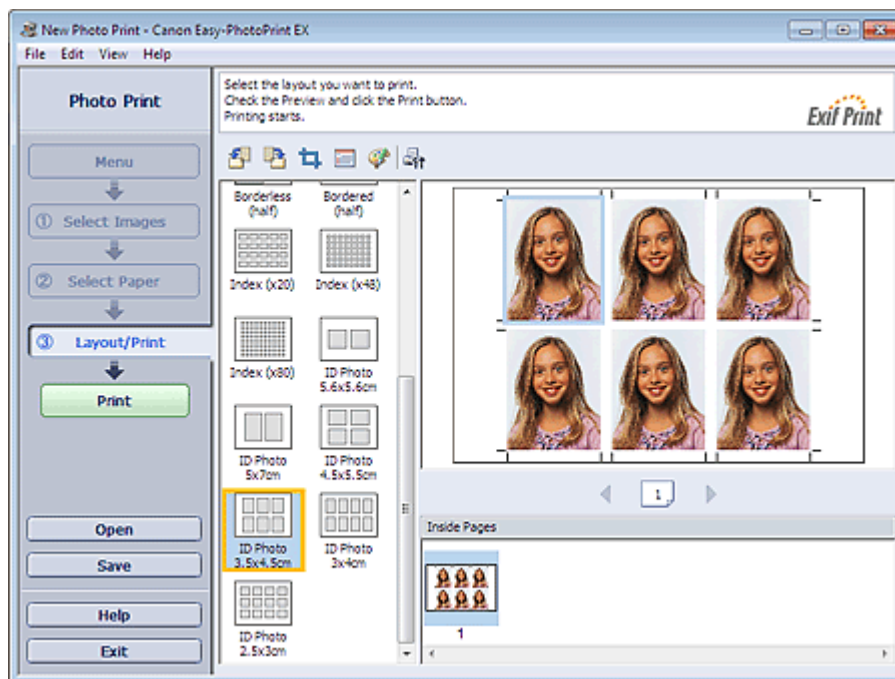 New Photo Print - Canon Easy-PhotoPrint EX
File Edit View Help
Photo Print
Select the layout you want to print.
Check the Preview and click the Print button.
Printing starts.
Exif Print
Menu
① Select Images
② Select Paper
③ Layout/Print
Print
Open
Save
Help
Exit
Borderless
(half)
Bordered
(half)
Index (x20)
Index (x48)
Index (x80)
ID Photo
5.6x5.6cm
ID Photo
5x7cm
ID Photo
4.5x5.5cm
ID Photo
3.5x4.5cm
ID Photo
3x4cm
ID Photo
2.5x3cm
1
Inside Pages
1